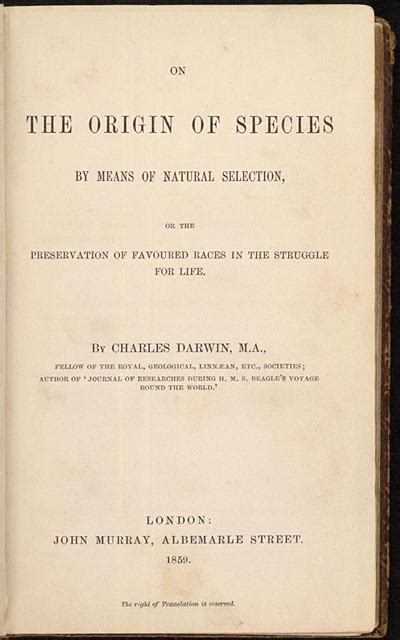 ON
THE ORIGIN OF SPECIES
BY MEANS OF NATURAL SELECTION,
OR THE
PRESERVATION OF FAVOURED RACES IN THE STRUGGLE
FOR LIFE.
BY CHARLES DARWIN, M.A.,
FELLOW OF THE ROYAL, GEOLOGICAL, LINNÆAN, ETC., SOCIETIES;
AUTHOR OF ‘JOURNAL OF RESEARCHES DURING H. M. S. BEAGLE'S VOYAGE
ROUND THE WORLD.’
LONDON:
JOHN MURRAY, ALBEMARLE STREET.
1859.
The right of Translation is reserved.